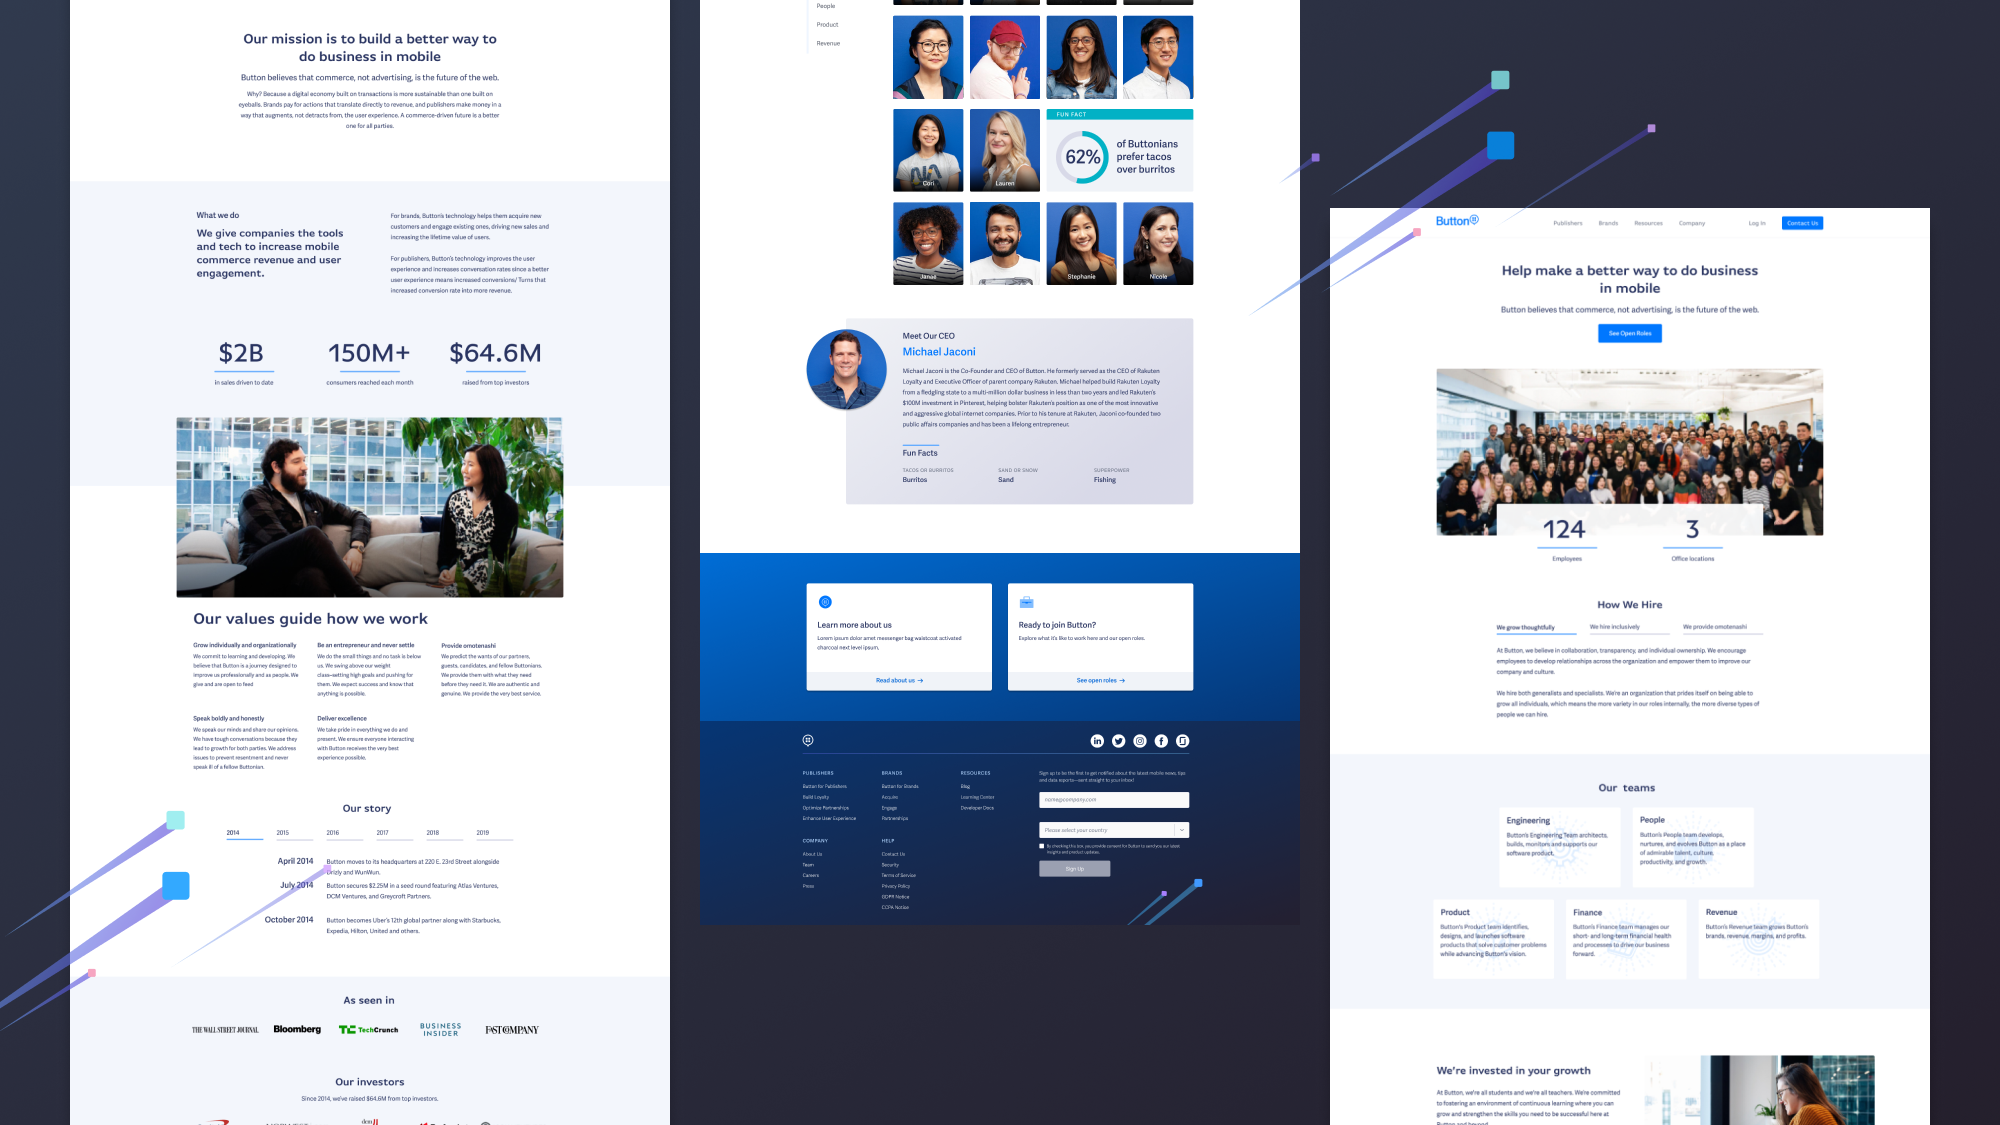 Our mission is to build a better way to
do business in mobile
Button believes that commerce, not advertising, is the future of the web.
Why? Because a digital economy built on transactions is more sustainable than one built on
eyeballs. Brands pay for actions that translate directly to revenue, and publishers make money in a
way that augments, not detracts from, the user experience. A commerce-driven future is a better
one for all parties.
What we do
We give companies the tools
and tech to increase mobile
commerce revenue and user
engagement.
For brands, Button's technology helps them acquire new
customers and engage existing ones, driving new sales and
increasing the lifetime value of users.
For publishers, Button's technology improves the user
experience and increases conversation rates since a better
user experience means increased conversions/ Turns that
increased conversion rate into more revenue.
$2B
in sales driven to date
150M+
consumers reached each month
$64.6M
raised from top investors
Our values guide how we work
Grow individually and organizationally
We commit to learning and developing. We
believe that Button is a journey designed to
improve us professionally and as people. We
give and are open to feed
Be an entrepreneur and never settle
We do the small things and no task is below
us. We swing above our weight
class—setting high goals and pushing for
them. We expect success and know that
anything is possible.
Provide omotenashi
We predict the wants of our partners,
guests, candidates, and fellow Buttonians.
We provide them with what they need
before they need it. We are authentic and
genuine. We provide the very best service.
Speak boldly and honestly
We speak our minds and share our opinions.
We have tough conversations because they
lead to growth for both parties. We address
issues to prevent resentment and never
speak ill of a fellow Buttonian.
Deliver excellence
We take pride in everything we do and
present. We ensure everyone interacting
with Button receives the very best
experience possible.
Our story
2014 2015 2016 2017 2018 2019
April 2014
Button moves to its headquarters at 220 E. 23rd Street alongside
Drizly and WunWun.
July 2014
Button secures $2.25M in a seed round featuring Atlas Ventures,
DCM Ventures, and Greycroft Partners.
October 2014
Button becomes Uber's 12th global partner along with Starbucks,
Expedia, Hilton, United and others.
As seen in
THE WALL STREET JOURNAL
Bloomberg
TC TechCrunch
BUSINESS
INSIDER
FAST COMPANY
Our investors
Since 2014, we've raised $64.6M from top investors.
People
Product
Revenue
Cori
Lauren
FUN FACT
62%
of Buttonians
prefer tacos
over burritos
Janae
Stephanie
Nicole
Meet Our CEO
Michael Jaconi
Michael Jaconi is the Co-Founder and CEO of Button. He formerly served as the CEO of Rakuten
Loyalty and Executive Officer of parent company Rakuten. Michael helped build Rakuten Loyalty
from a fledgling state to a multi-million dollar business in less than two years and led Rakuten's
$100M investment in Pinterest, helping bolster Rakuten's position as one of the most innovative
and aggressive global internet companies. Prior to his tenure at Rakuten, Jaconi co-founded two
public affairs companies and has been a lifelong entrepreneur.
Fun Facts
TACOS OR BURRITOS
Burritos
SAND OR SNOW
Sand
SUPERPOWER
Fishing
Learn more about us
Lorem ipsum dolor amet messenger bag waistcoat activated
charcoal next level ipsum.
Read about us →
Ready to join Button?
Explore what it's like to work here and our open roles.
See open roles →
PUBLISHERS
Button for Publishers
Build Loyalty
Optimize Partnerships
Enhance User Experience
BRANDS
Button for Brands
Acquire
Engage
Partnerships
RESOURCES
Blog
Learning Center
Developer Docs
COMPANY
About Us
Team
Careers
Press
HELP
Contact Us
Security
Terms of Service
Privacy Policy
GDPR Notice
CCPA Notice
Sign up to be the first to get notified about the latest mobile news, tips
and data exports—sent straight to your inbox!
name@company.com
Please select your country
By checking this box, you provide consent for Button to send you our latest
insights and product updates.
Sign Up
Button
Publishers Brands Resources Company Log In Contact Us
Help make a better way to do business
in mobile
Button believes that commerce, not advertising, is the future of the web.
See Open Roles
124
Employees
3
Office locations
How We Hire
We grow thoughtfully We hire inclusively We provide omotenashi
At Button, we believe in collaboration, transparency, and individual ownership. We encourage
employees to develop relationships across the organization and empower them to improve our
company and culture.
We hire both generalists and specialists. We're an organization that prides itself on being able to
grow all individuals, which means the more variety in our roles internally, the more diverse types of
people we can hire.
Our teams
Engineering
Button's Engineering Team architects,
builds, monitors and supports our
software product.
People
Button's People team develops,
nurtures, and evolves Button as a place
of admirable talent, culture,
productivity, and growth.
Product
Button's Product team identifies,
designs, and launches software
products that solve customer problems
while advancing Button's vision.
Finance
Button's Finance team manages our
short- and long-term financial health
and processes to drive our business
forward.
Revenue
Button's Revenue team grows Button's
brands, revenue, margins, and profits.
We're invested in your growth
At Button, we're all students and we're all teachers. We're committed
to fostering an environment of continuous learning where you can
grow and strengthen the skills you need to be successful here at
Button and beyond.